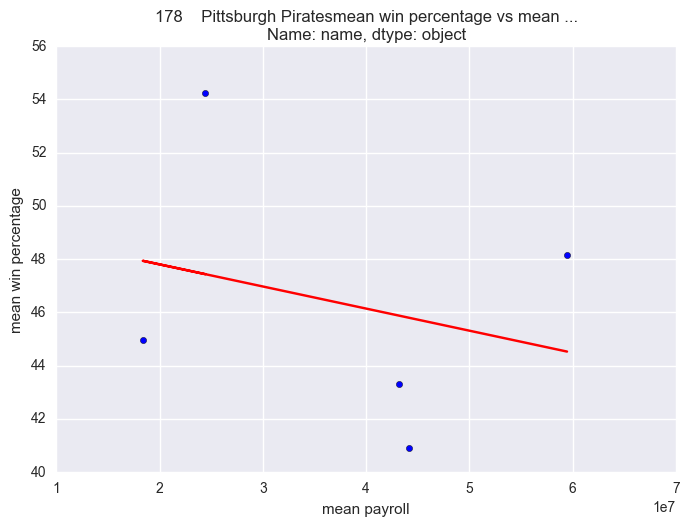 178    Pittsburgh Piratesmean win percentage vs mean ...
Name: name, dtype: object
56
54
52
50
48
46
44
42
40
mean win percentage
1 2 3 4 5 6 7
1e7
mean payroll